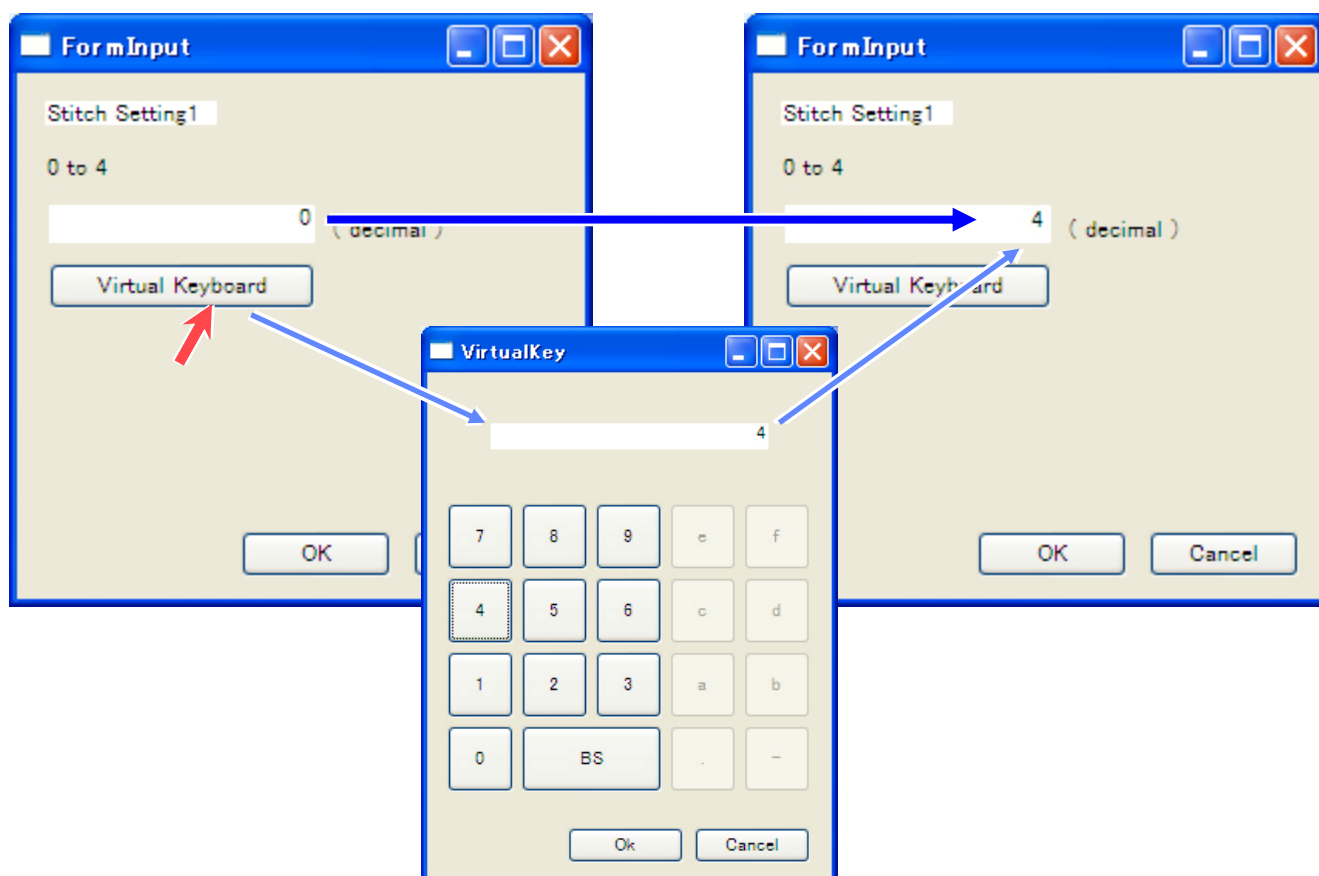 FormInput
Stitch Setting1
0 to 4
0
( decimal )
Virtual Keyboard
OK
FormInput
Stitch Setting1
0 to 4
4
( decimal )
Virtual Keyboard
OK Cancel
VirtualKey
4
7 8 9 e f
4 5 6 c d
1 2 3 a b
0 BS . -
Ok Cancel